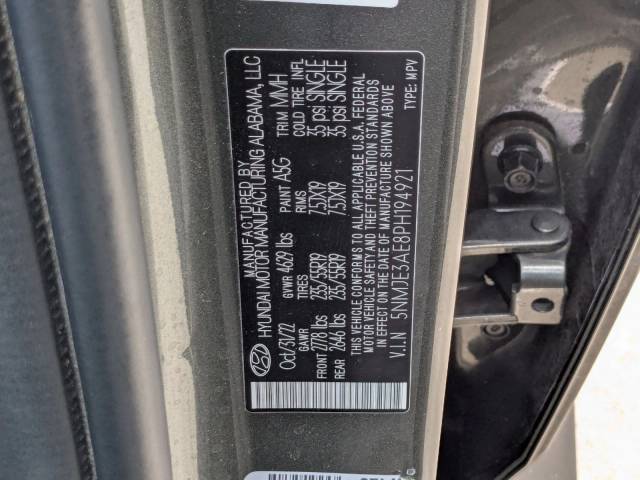 MANUFACTURED BY
HYUNDAI MOTOR MANUFACTURING ALABAMA, LLC
Oct/31/22 GVWR 4629 lbs PAINT A5G TRIM MMH
GAWR TIRES RIMS COLD TIRE INFL
FRONT 2778 lbs 235/55R19 7.5JX19 35 psi SINGLE
REAR 2646 lbs 235/55R19 7.5JX19 35 psi SINGLE
THIS VEHICLE CONFORMS TO ALL APPLICABLE U.S.A. FEDERAL
MOTOR VEHICLE SAFETY AND THEFT PREVENTION STANDARDS
IN EFFECT ON THE DATE OF MANUFACTURE SHOWN ABOVE
V.I.N 5NMJE3AE8PH194921 TYPE: MPV